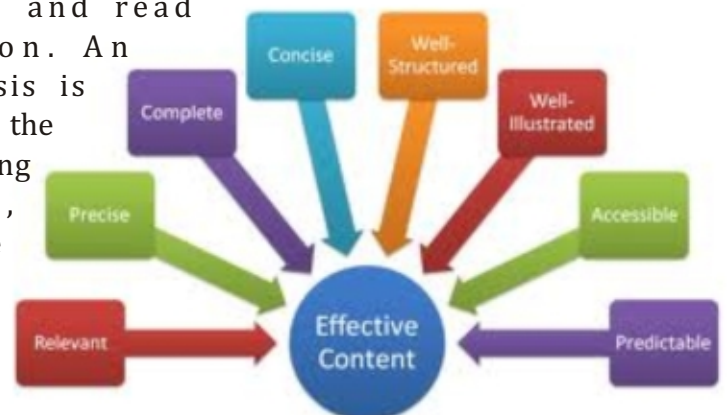 and read
on. An
sis is
the
ng
,
Concise
Well-
Structured
Complete
Well-
Illustrated
Precise
Accessible
Relevant
Effective
Content
Predictable